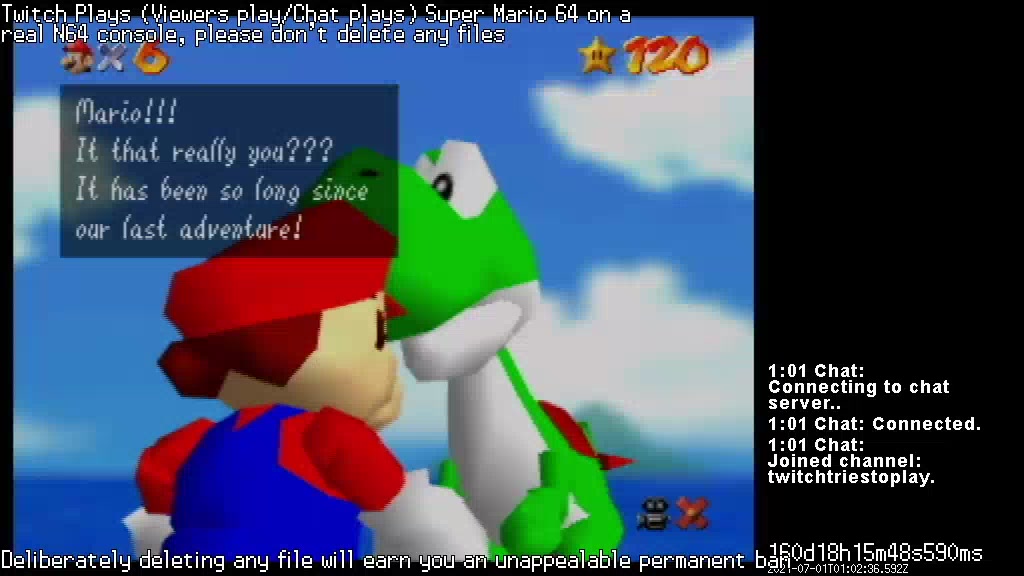 Twitch Plays (Viewers play/Chat plays) Super Mario 64 on a
real N64 console, please don't delete any files
× 6
120
Mario!!!
It that really you???
It has been so long since
our last adventure!
1:01 Chat:
Connecting to chat
server..
1:01 Chat: Connected.
1:01 Chat:
Joined channel:
twitchtriestoplay.
Deliberately deleting any file will earn you an unappealable permanent ban
160d18h15m48s590ms
2021-07-01T01:02:36.592Z